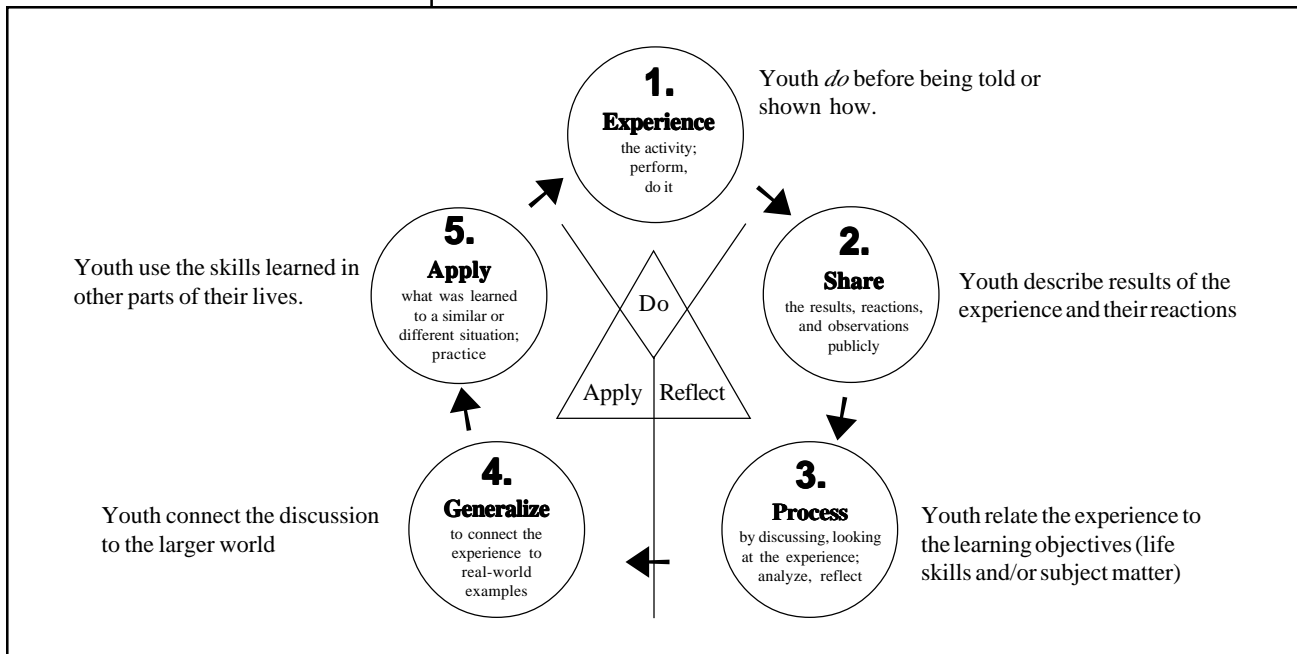 1.
Experience
the activity;
perform,
do it
Youth do before being told or
shown how.
2.
Share
the results, reactions,
and observations
publicly
Youth describe results of the
experience and their reactions
3.
Process
by discussing, looking
at the experience;
analyze, reflect
Youth relate the experience to
the learning objectives (life
skills and/or subject matter)
4.
Generalize
to connect the
experience to
real-world
examples
Youth connect the discussion
to the larger world
5.
Apply
what was learned
to a similar or
different situation;
practice
Youth use the skills learned in
other parts of their lives.
Do
Apply
Reflect